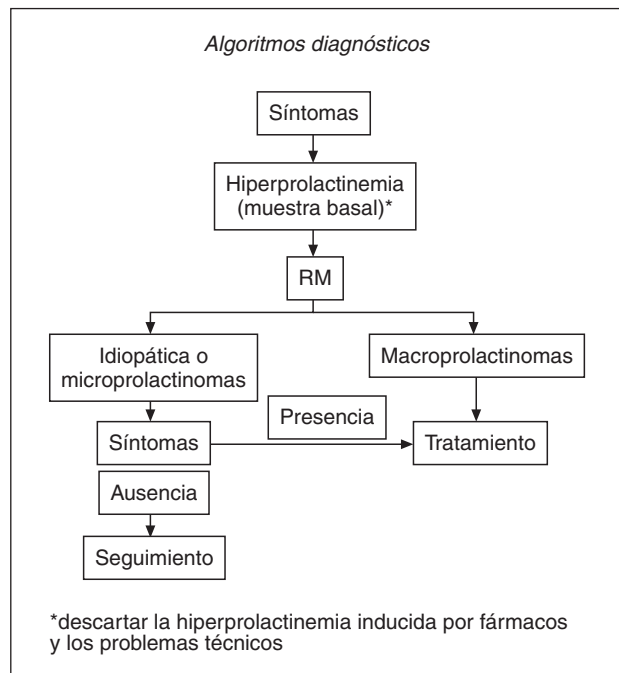 Algoritmos diagnósticos
Síntomas
Hiperprolactinemia
(muestra basal)*
RM
Idiopática o
microprolactinomas
Macroprolactinomas
Presencia
Síntomas
Tratamiento
Ausencia
Seguimiento
*descartar la hiperprolactinemia inducida por fármacos
y los problemas técnicos